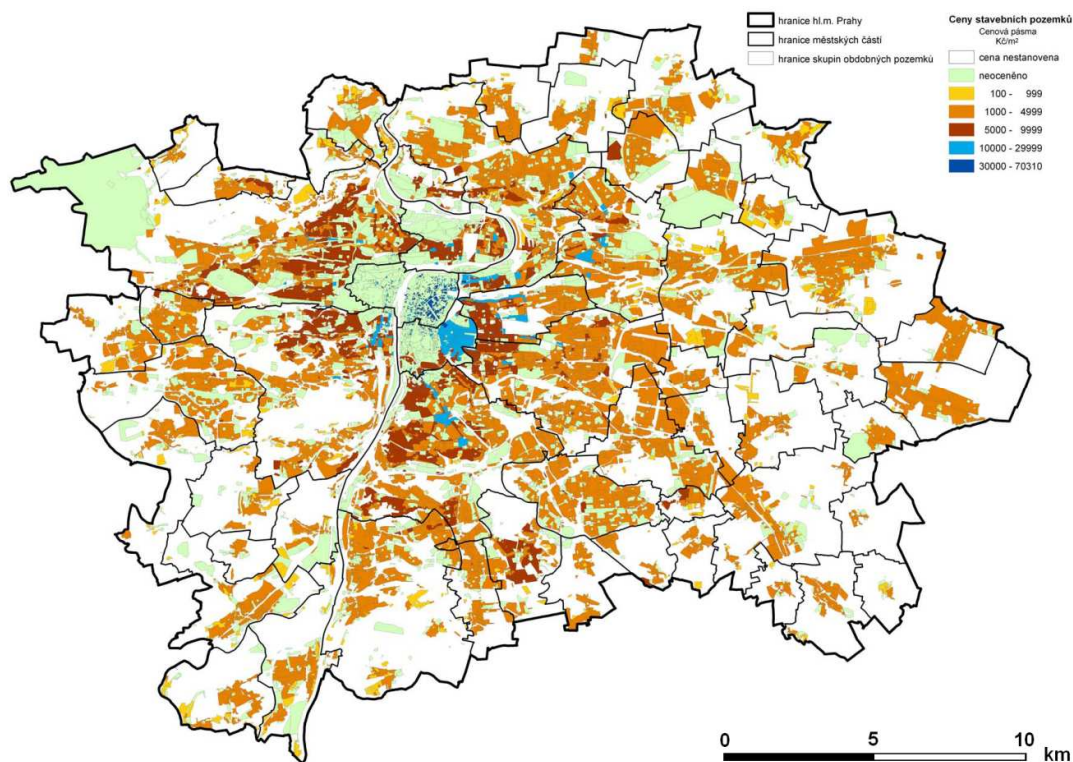 hranice hl.m. Prahy
hranice městských částí
hranice skupin obdobných pozemků
Ceny stavebních pozemků
Cenová pásma
Kč/m²
cena nestanovena
neoceněno
100 - 999
1000 - 4999
5000 - 9999
10000 - 29999
30000 - 70310
0 5 10
km